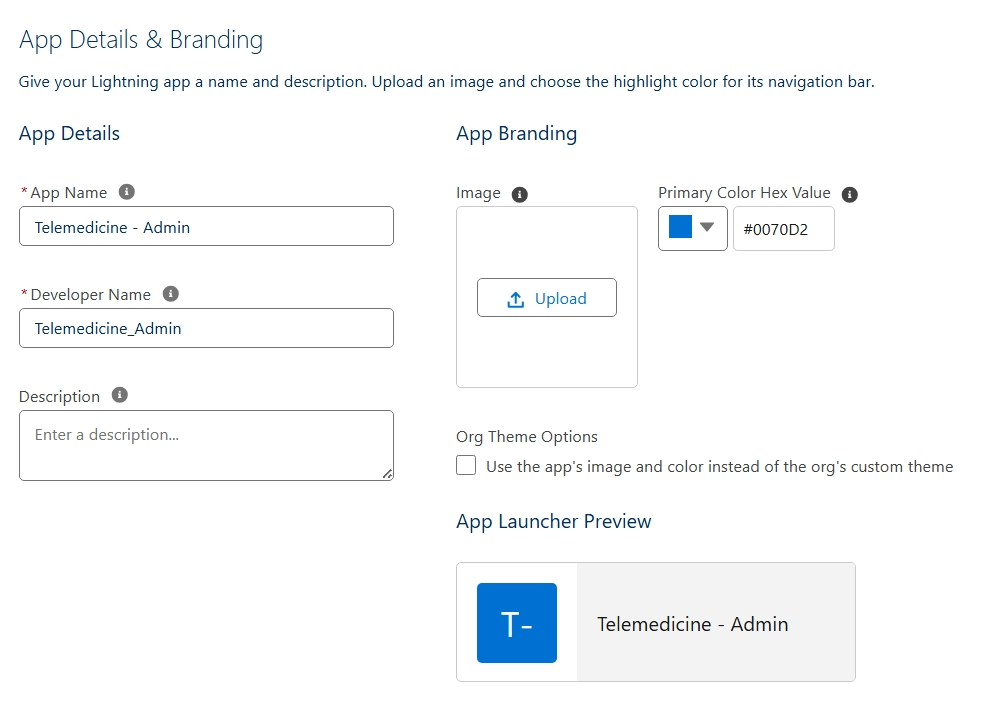 App Details & Branding
Give your Lightning app a name and description. Upload an image and choose the highlight color for its navigation bar.
App Details
* App Name
Telemedicine - Admin
* Developer Name
Telemedicine_Admin
Description
Enter a description...
App Branding
Image
Upload
Primary Color Hex Value
#0070D2
Org Theme Options
Use the app's image and color instead of the org's custom theme
App Launcher Preview
T-
Telemedicine - Admin